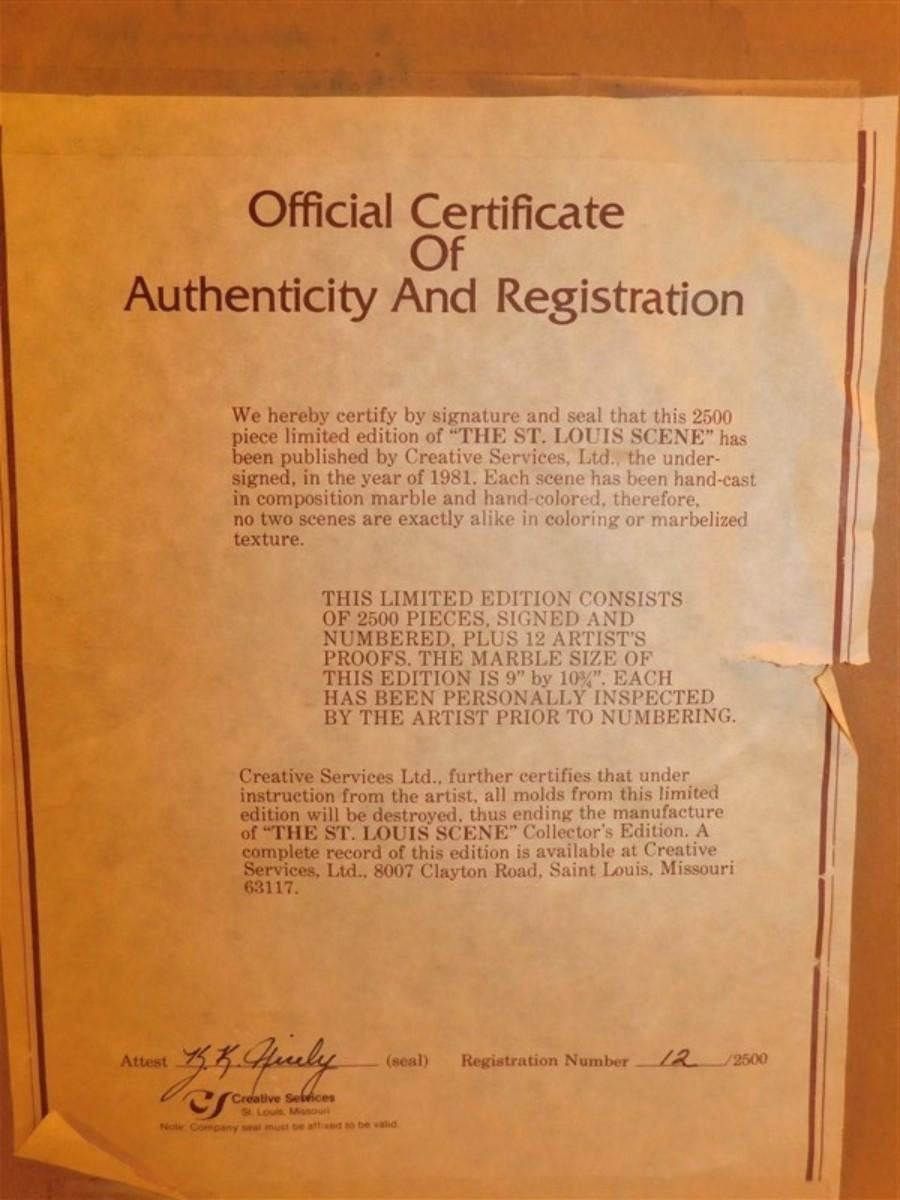 Official Certificate
Of
Authenticity And Registration
We hereby certify by signature and seal that this 2500
piece limited edition of “THE ST. LOUIS SCENE” has
been published by Creative Services, Ltd., the under-
signed, in the year of 1981. Each scene has been hand-cast
in composition marble and hand-colored, therefore,
no two scenes are exactly alike in coloring or marbelized
texture.
THIS LIMITED EDITION CONSISTS
OF 2500 PIECES, SIGNED AND
NUMBERED, PLUS 12 ARTIST'S
PROOFS. THE MARBLE SIZE OF
THIS EDITION IS 9” by 10¾”. EACH
HAS BEEN PERSONALLY INSPECTED
BY THE ARTIST PRIOR TO NUMBERING.
Creative Services Ltd., further certifies that under
instruction from the artist, all molds from this limited
edition will be destroyed, thus ending the manufacture
of “THE ST. LOUIS SCENE” Collector's Edition. A
complete record of this edition is available at Creative
Services, Ltd., 8007 Clayton Road, Saint Louis, Missouri
63117.
Attest K.K. (seal) Registration Number 12 /2500
CS Creative Services
St. Louis, Missouri
Note: Company seal must be affixed to be valid.